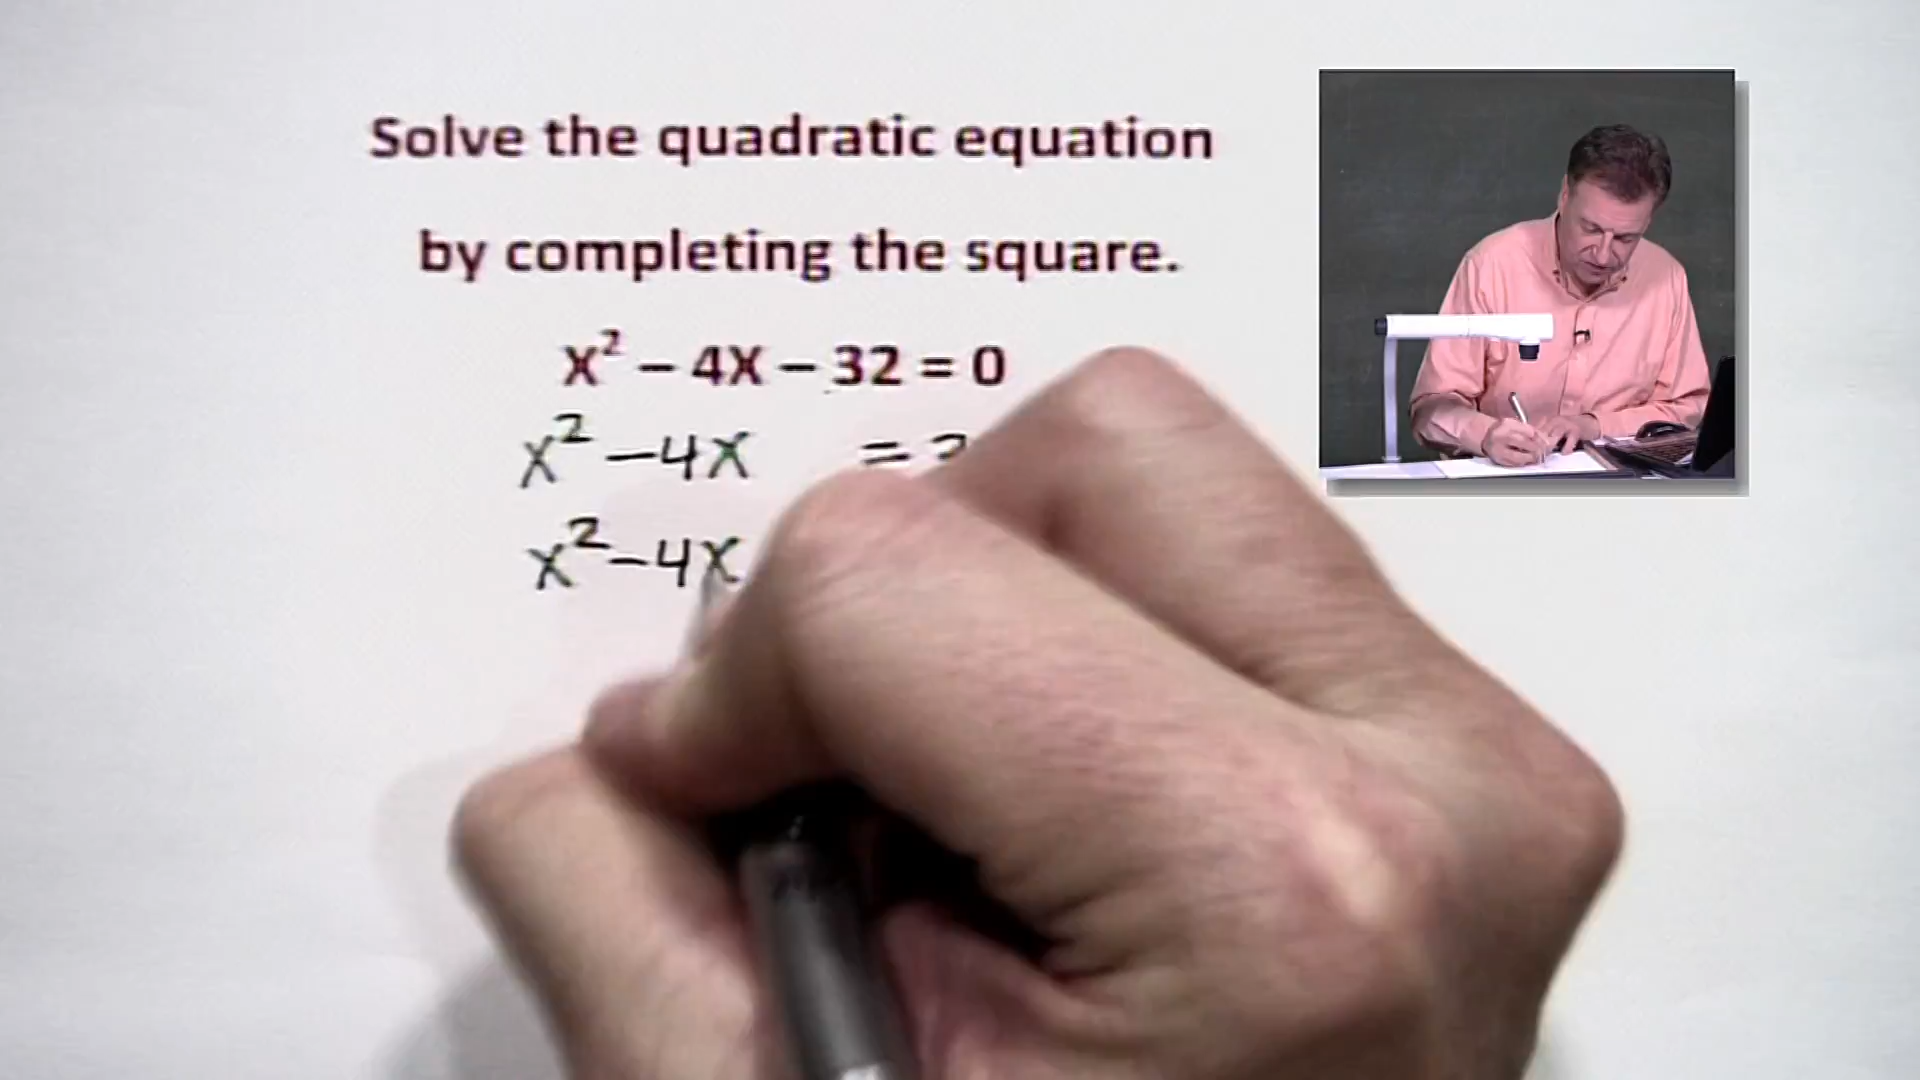 Solve the quadratic equation
by completing the square.
x² – 4x – 32 = 0
x² – 4x =
x² – 4x